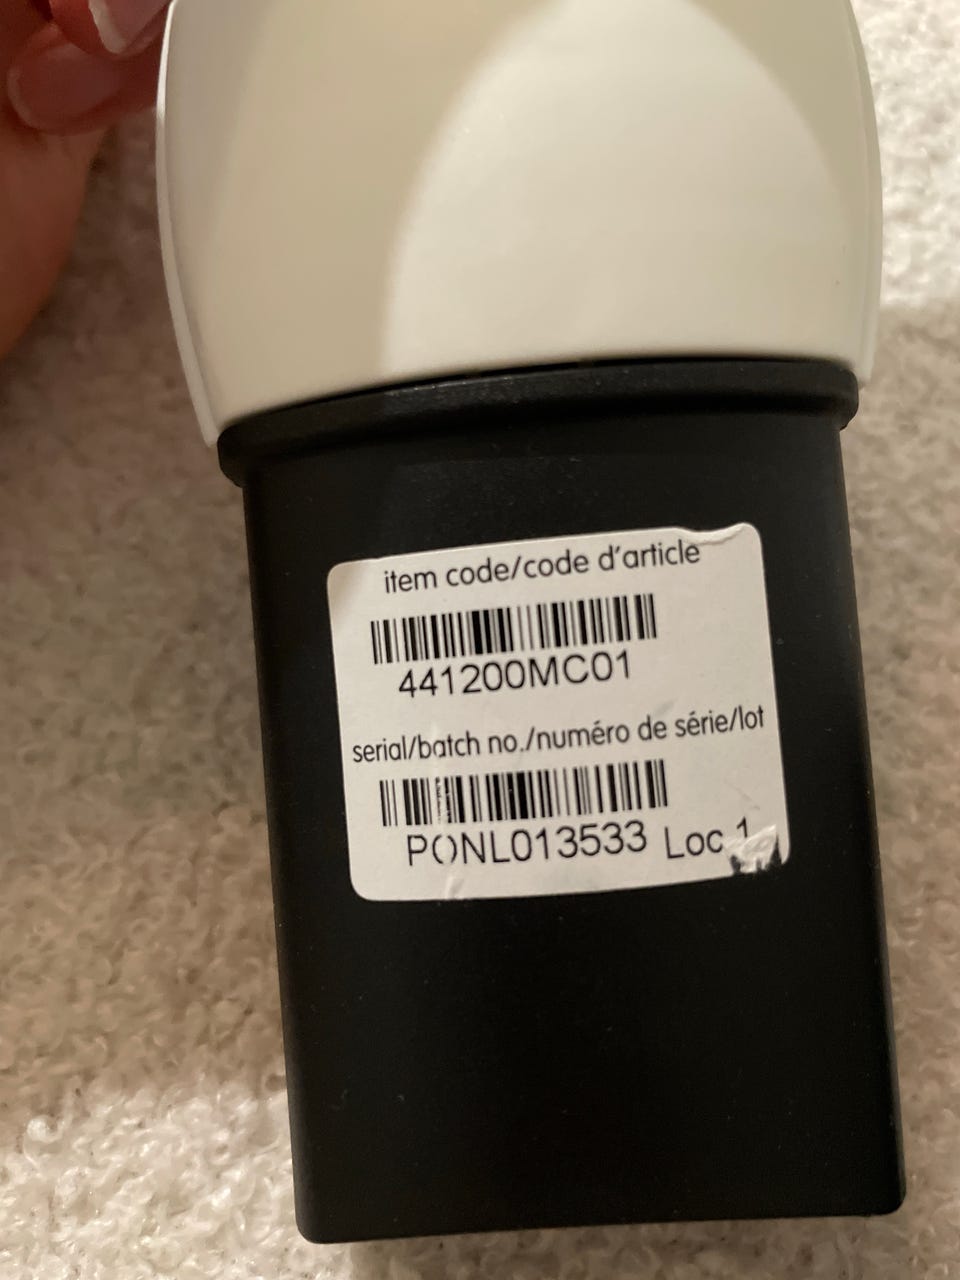 item code/code d'article
441200MC01
serial/batch no./numéro de série/lot
PONL013533 Loc 1